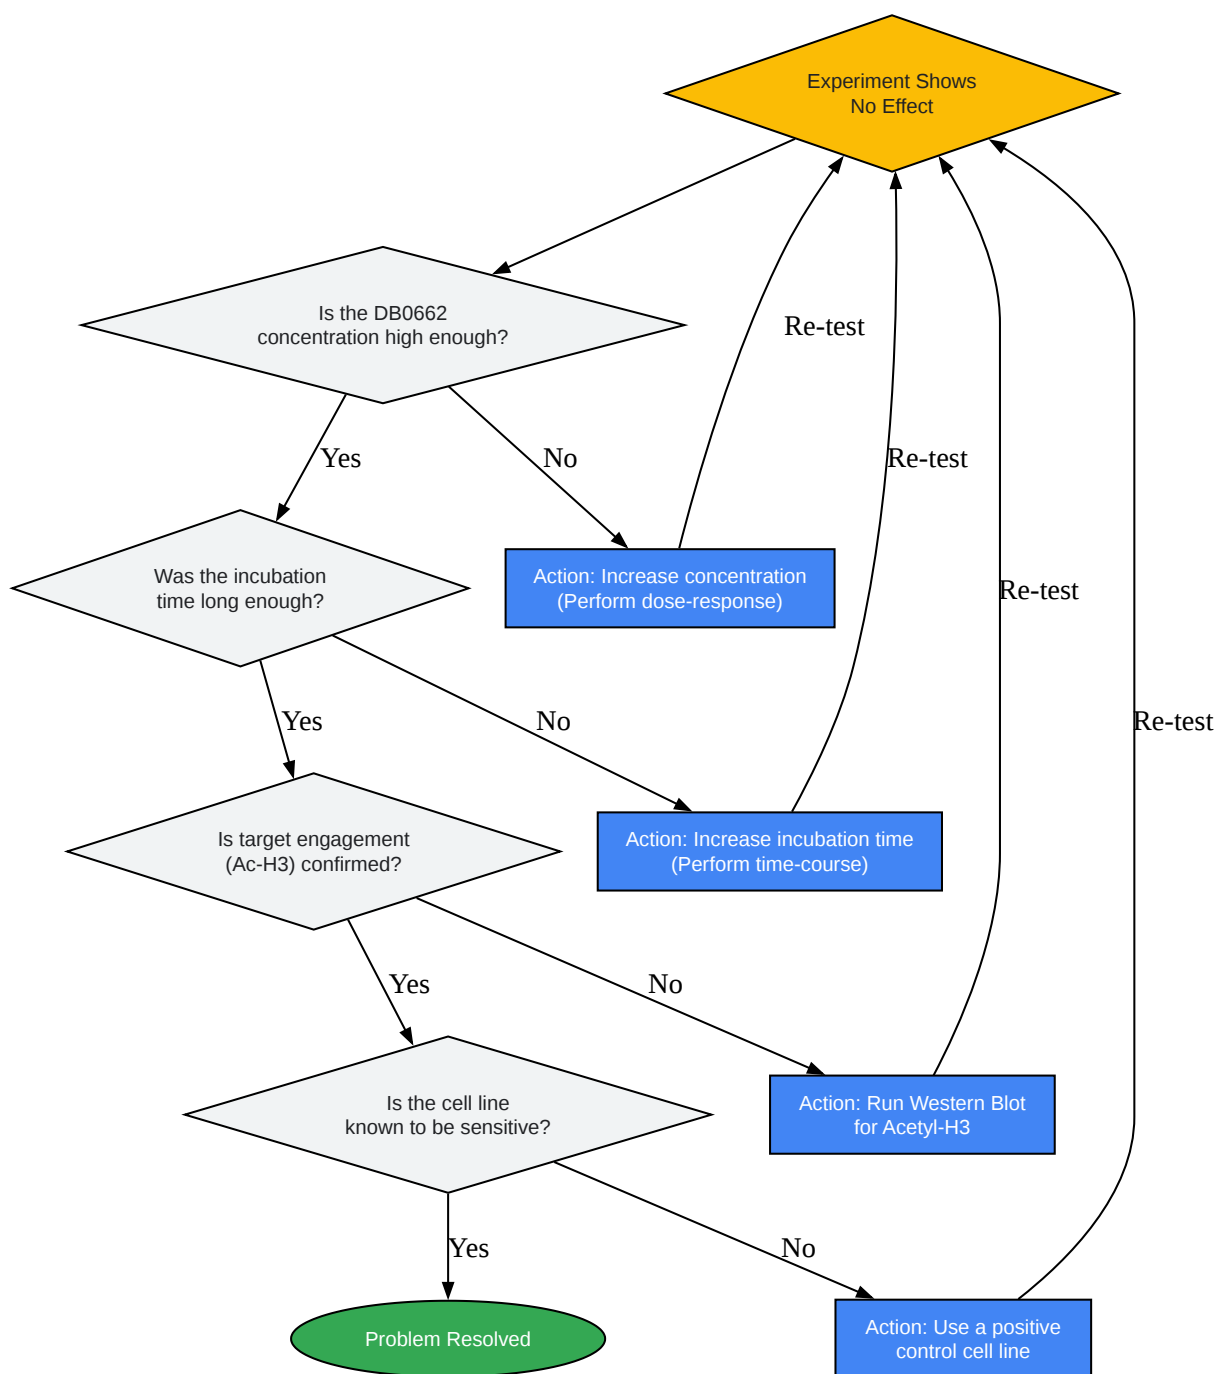 Experiment Shows
No Effect
Is the DB0662
concentration high enough?
Re-test
Yes
No
Re-test
Was the incubation
time long enough?
Action: Increase concentration
(Perform dose-response)
Re-test
Yes
No
Re-test
Is target engagement
(Ac-H3) confirmed?
Action: Increase incubation time
(Perform time-course)
Yes
No
Is the cell line
known to be sensitive?
Action: Run Western Blot
for Acetyl-H3
Yes
No
Problem Resolved
Action: Use a positive
control cell line